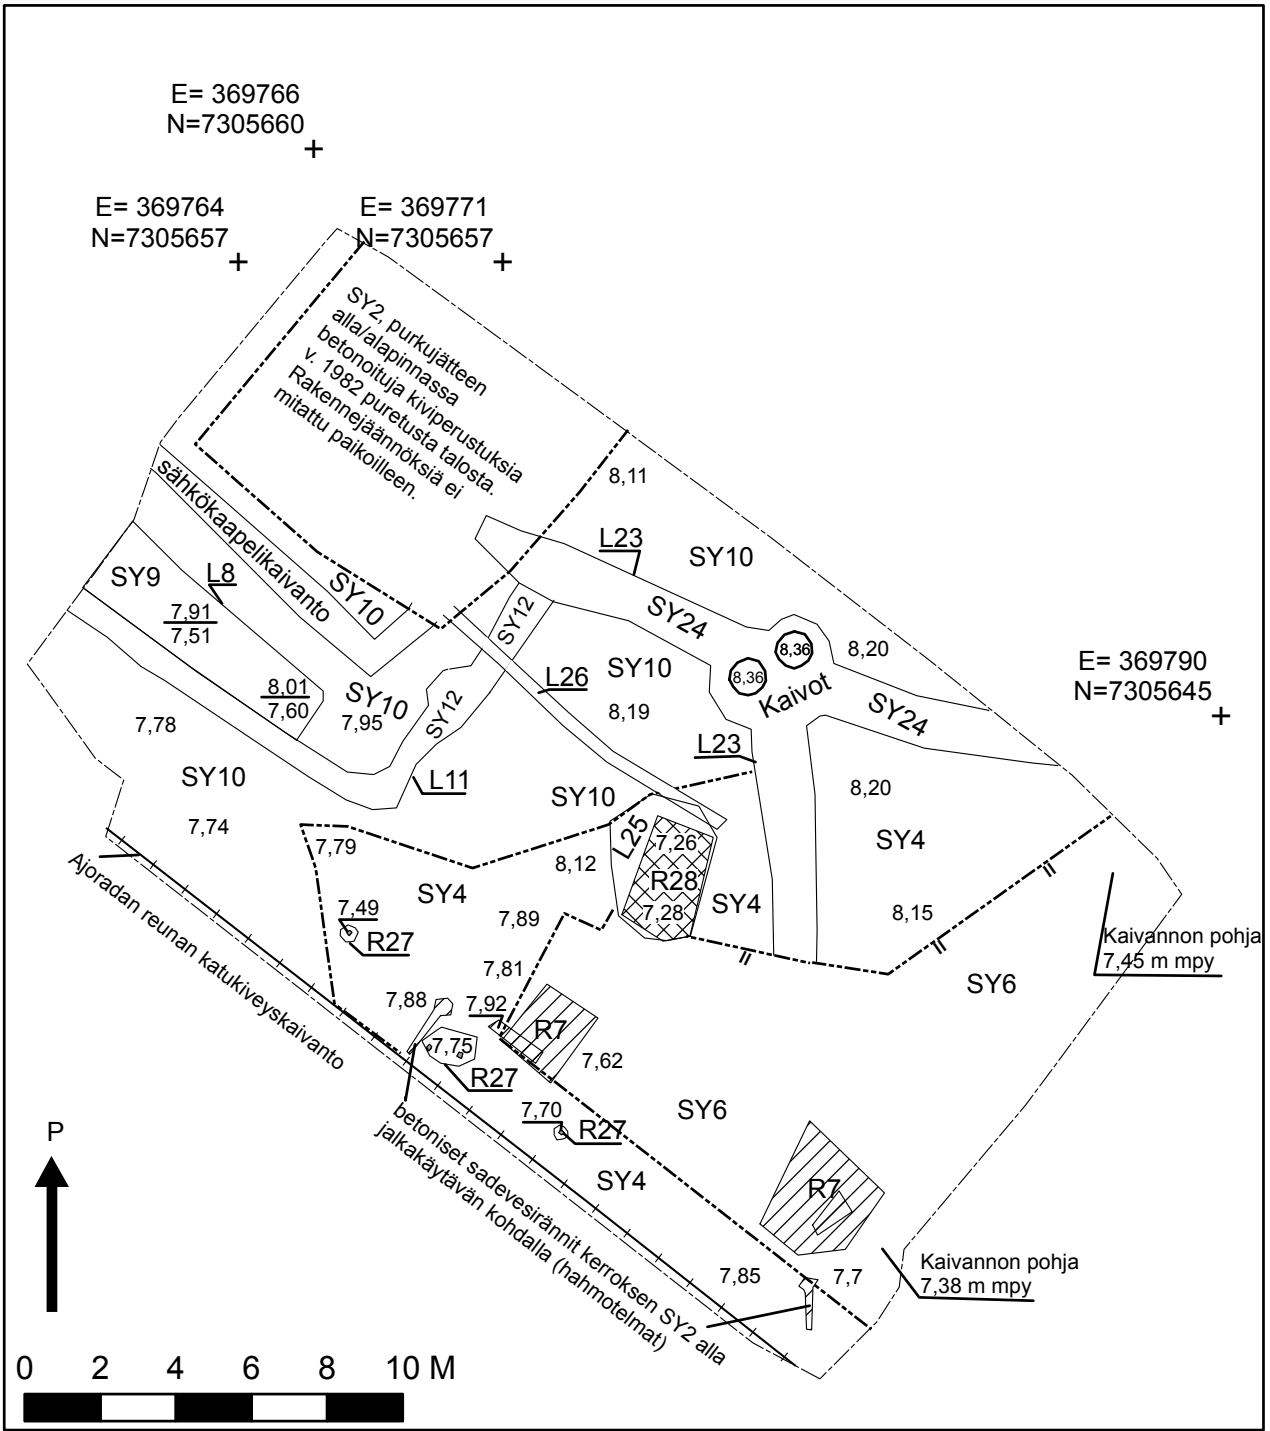 E= 369766
N=7305660
E= 369764
N=7305657
E= 369771
N=7305657
SY2, purkujätteen
alla/alapinnassa
betonoituja kiviperustuksia
v. 1982 puretusta talosta.
Rakennejäännöksiä ei
mitattu paikoilleen.
8,11
sähkökaapelikaivanto
L23
SY10
SY9
L8
SY10
7,91
7,51
SY12
SY24
8,36
8,36
8,20
Kaivot
E= 369790
N=7305645
SY10
L26
8,01
7,60
SY10
7,95
SY12
8,19
SY24
7,78
L23
SY10
L11
SY10
8,20
7,74
7,79
L25
7,26
SY4
Ajoradan reunan katukiveyskaivanto
8,12
R28
SY4
SY4
7,49
7,89
7,28
8,15
R27
Kaivannon pohja
7,45 m mpy
7,81
SY6
7,88
7,92
R7
7,75
7,62
R27
7,70
R27
SY6
P
SY4
R7
betoniset sadevesirännit kerroksen SY2 alla
jalkakäytävän kohdalla (hahmotelmat)
7,85
7,7
Kaivannon pohja
7,38 m mpy
0 2 4 6 8 10 M